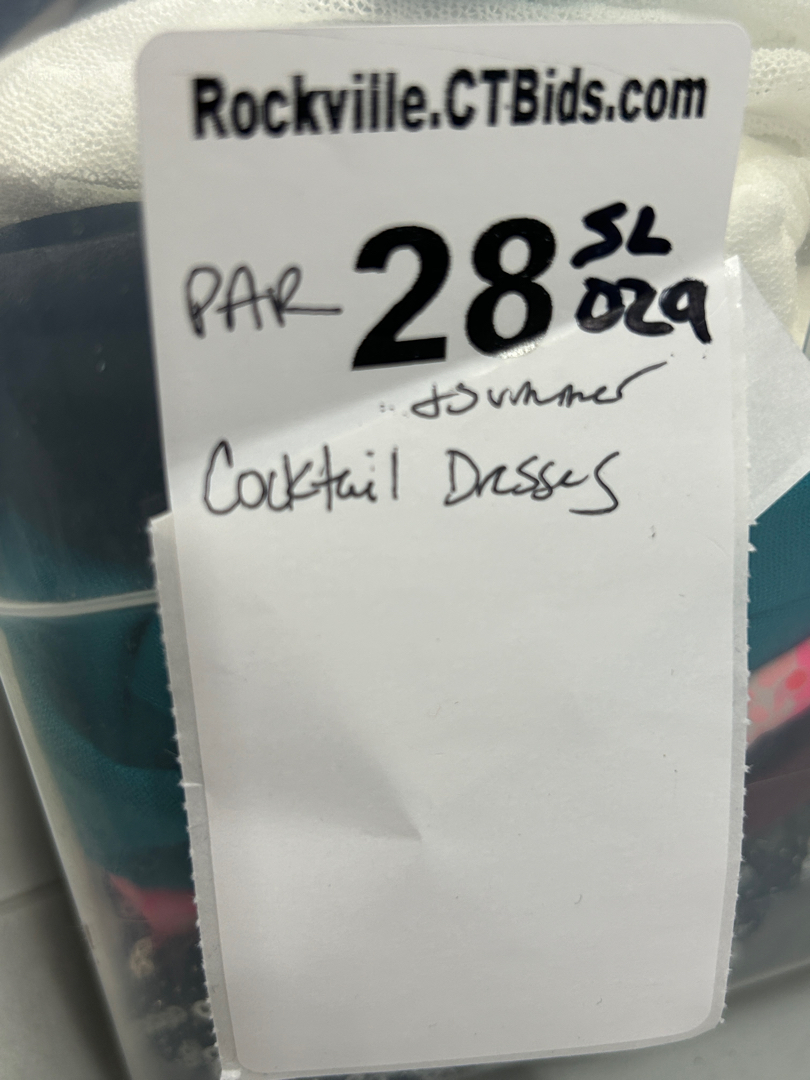 Rockville.CTBids.com
PAR 28 SL 029
+summer
Cocktail Dresses